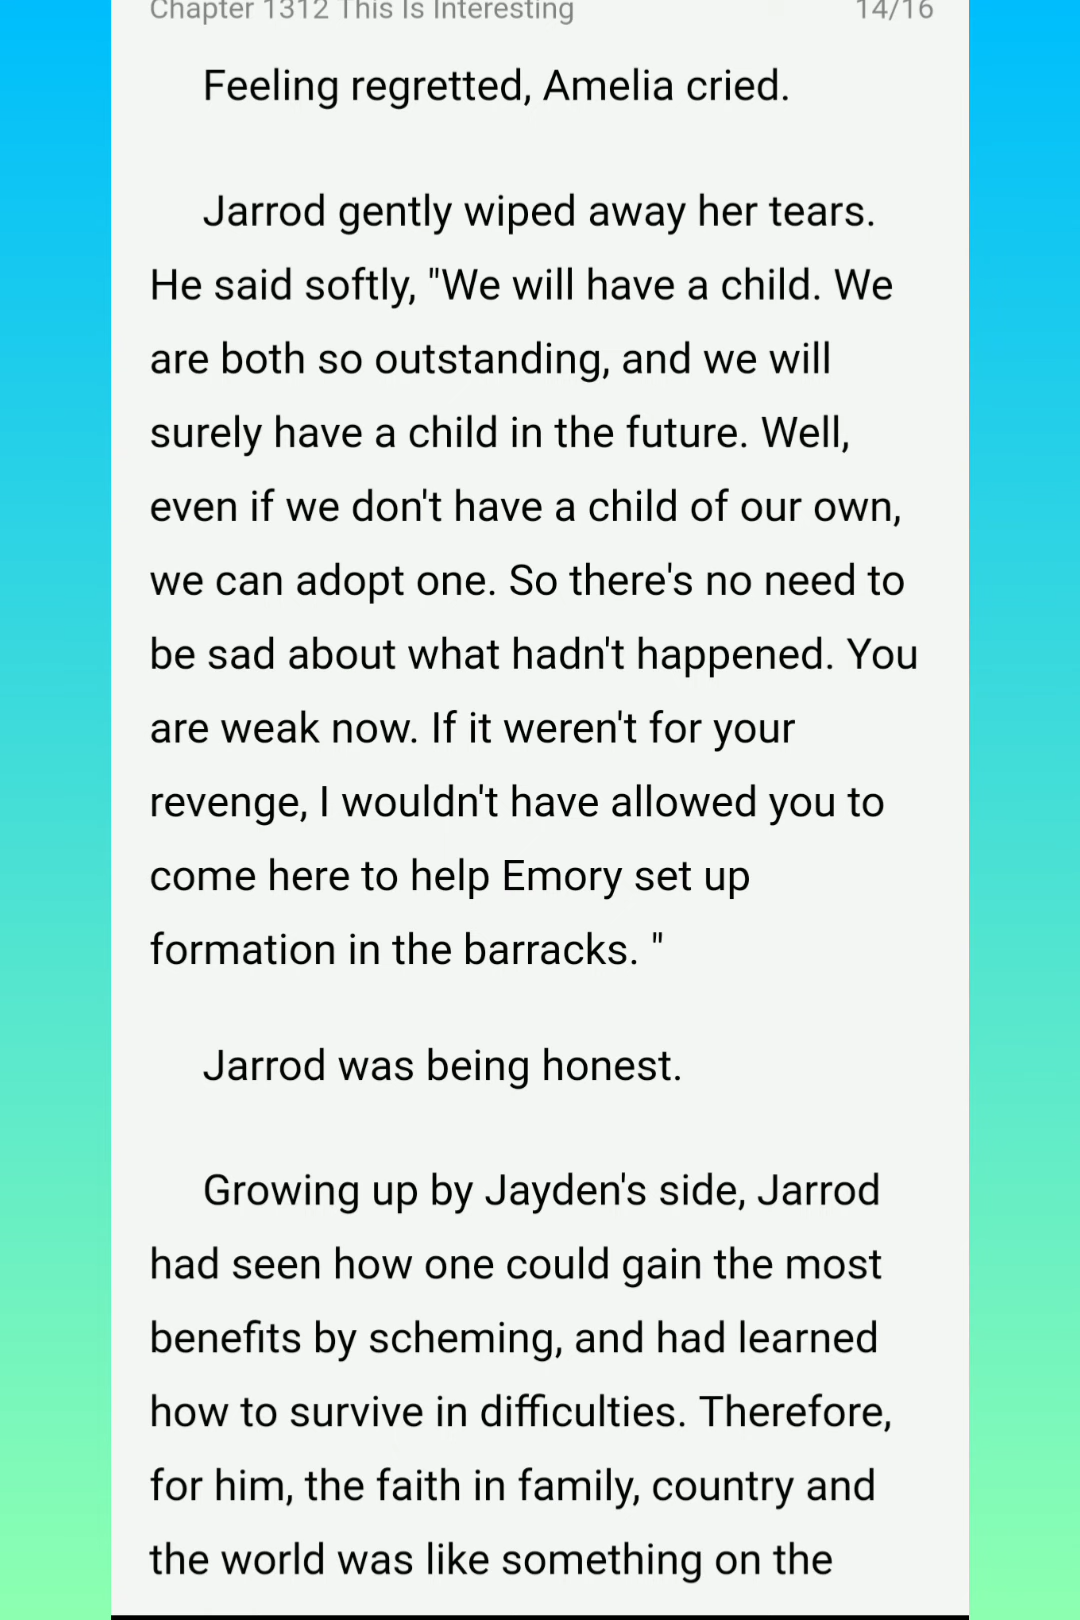 Chapter 1312 This Is Interesting
14/16
Feeling regretted, Amelia cried.
Jarrod gently wiped away her tears.
He said softly, "We will have a child. We
are both so outstanding, and we will
surely have a child in the future. Well,
even if we don't have a child of our own,
we can adopt one. So there's no need to
be sad about what hadn't happened. You
are weak now. If it weren't for your
revenge, I wouldn't have allowed you to
come here to help Emory set up
formation in the barracks. "
Jarrod was being honest.
Growing up by Jayden's side, Jarrod
had seen how one could gain the most
benefits by scheming, and had learned
how to survive in difficulties. Therefore,
for him, the faith in family, country and
the world was like something on the